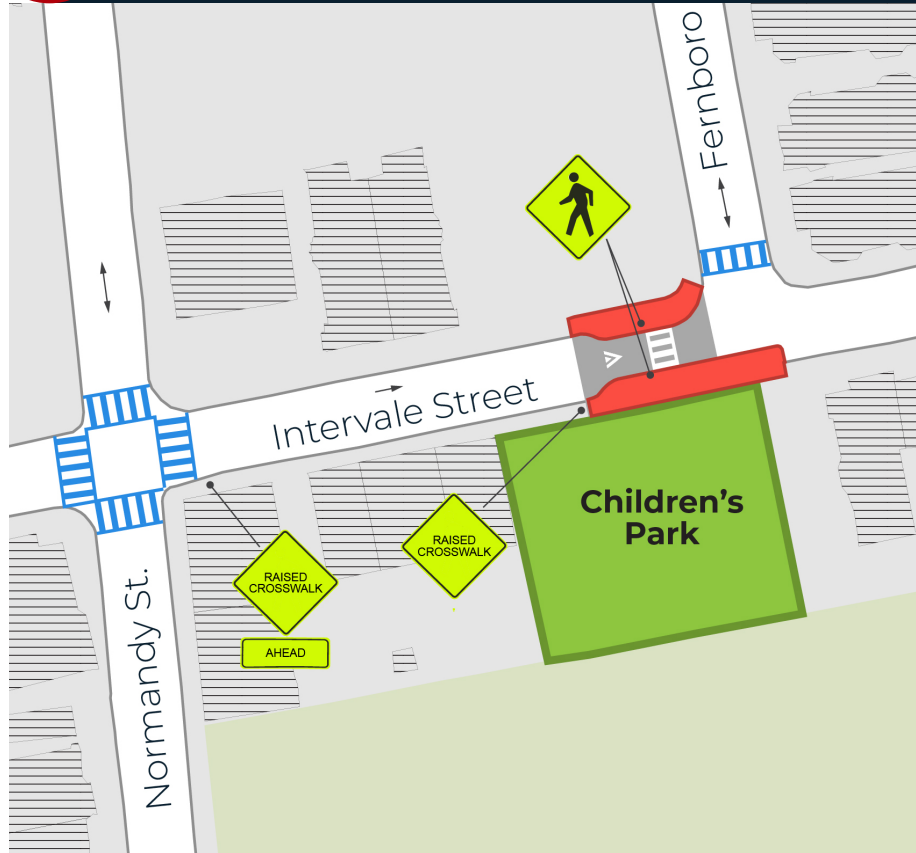 Fernboro
Intervale Street
Children's
Park
RAISED
CROSSWALK
RAISED
CROSSWALK
AHEAD
Normandy St.